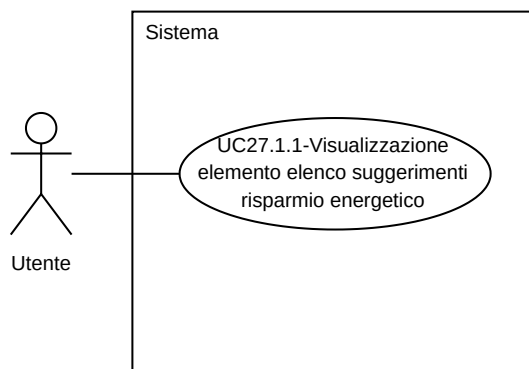 Sistema
UC27.1.1-Visualizzazione
elemento elenco suggerimenti
risparmio energetico
Utente